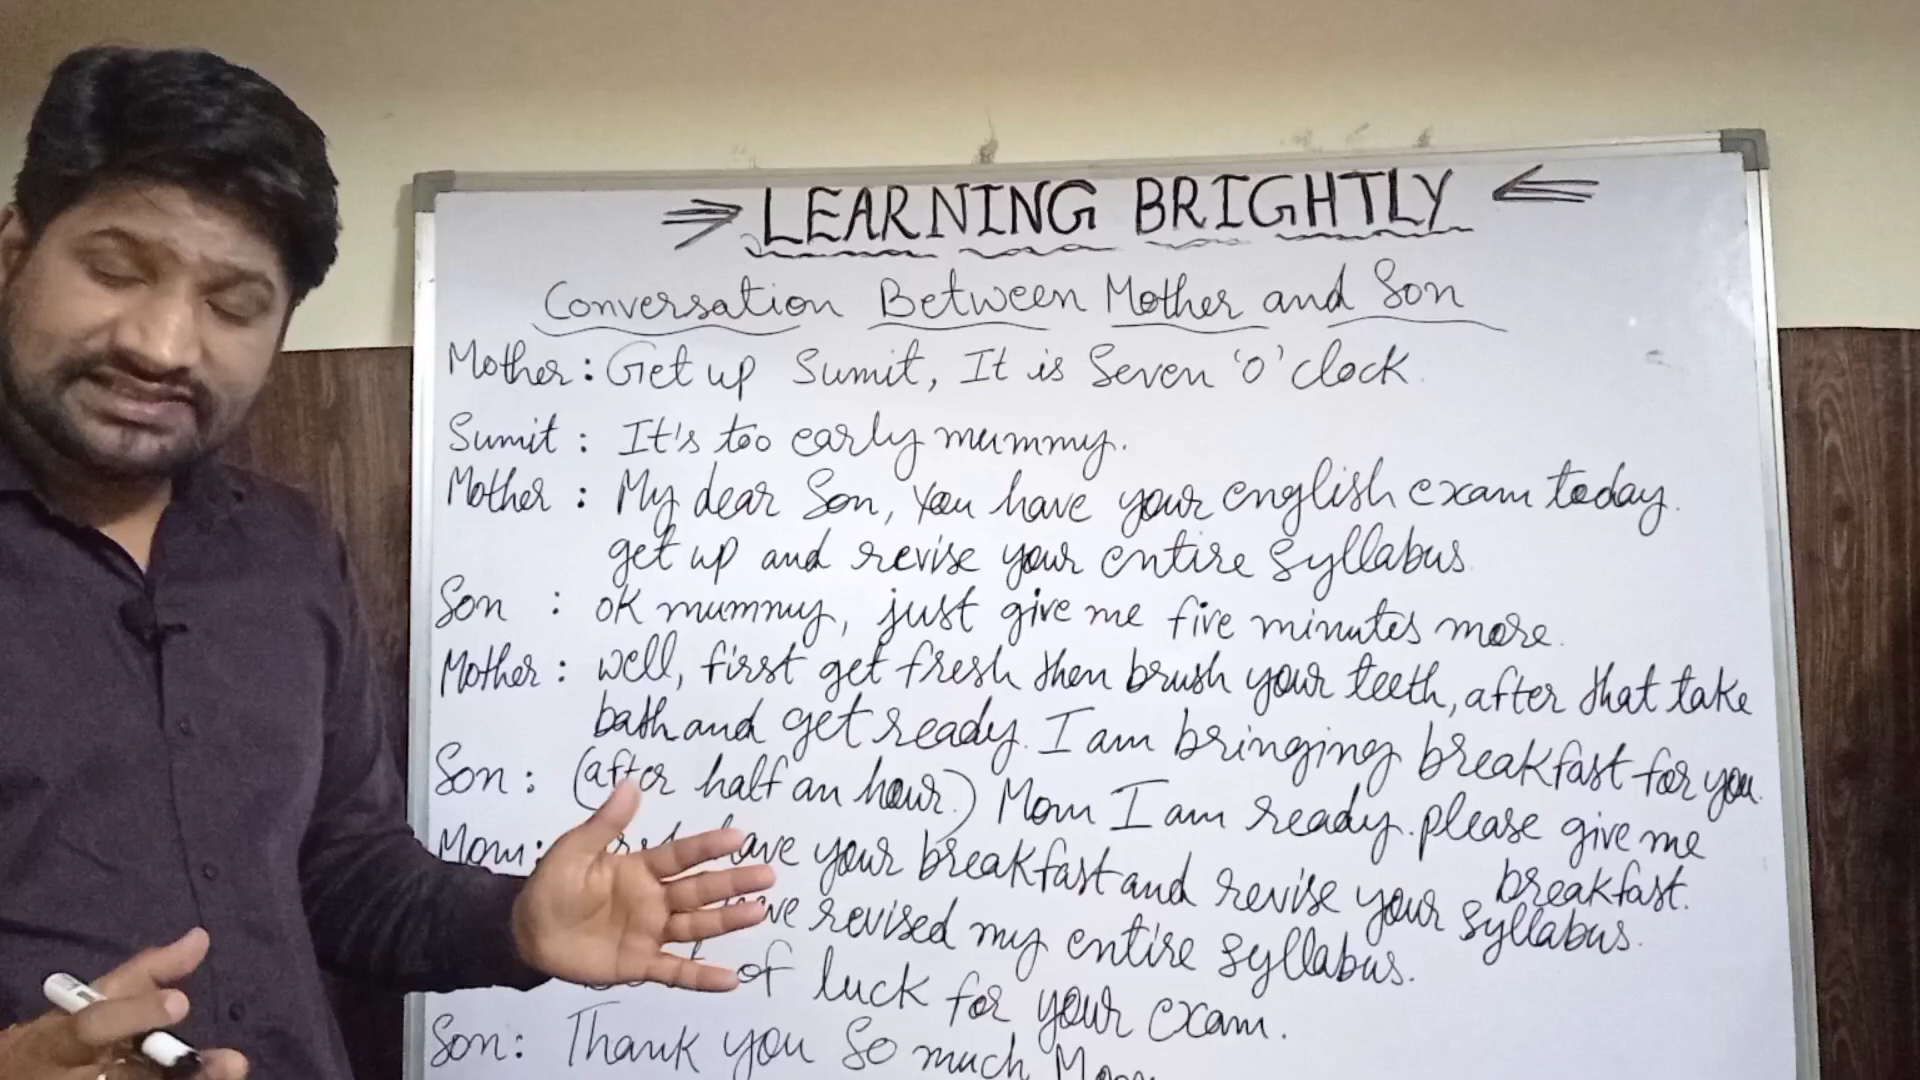 LEARNING BRIGHTLY
Conversation Between Mother and Son
Mother: Get up Sumit, It is Seven 'o' clock.
Sumit: It's too early mummy.
Mother: My dear Son, You have your english exam today.
get up and revise your entire syllabus
Son: ok mummy, just give me five minutes more.
Mother: well, first get fresh then brush your teeth, after that take
bath and get ready. I am bringing breakfast for you.
Son: (after half an hour.) Mom I am ready. please give me
breakfast.
Mom: have your breakfast and revise your syllabus.
revised my entire syllabus.
of luck for your exam.
Son: Thank you So much